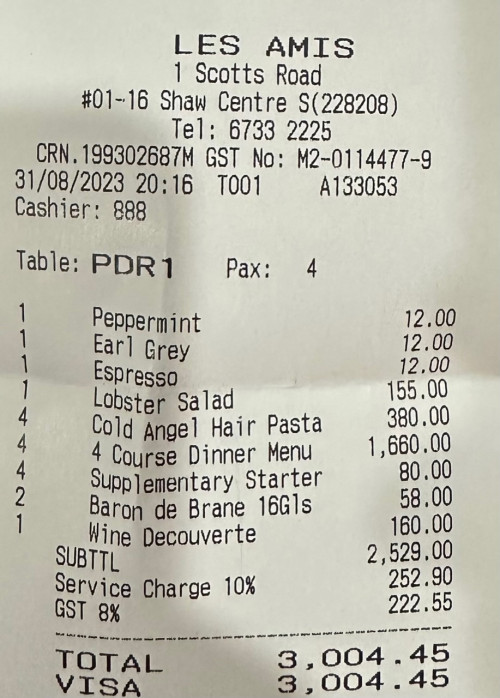 LES AMIS
1 Scotts Road
#01-16 Shaw Centre S(228208)
Tel: 6733 2225
CRN.199302687M GST No: M2-0114477-9
31/08/2023 20:16 T001 A133053
Cashier: 888
Table: PDR1 Pax: 4
1 Peppermint 12.00
1 Earl Grey 12.00
1 Espresso 12.00
1 Lobster Salad 155.00
4 Cold Angel Hair Pasta 380.00
4 4 Course Dinner Menu 1,660.00
4 Supplementary Starter 80.00
2 Baron de Brane 16Gls 58.00
1 Wine Decouverte 160.00
SUBTTL 2,529.00
Service Charge 10% 252.90
GST 8% 222.55
TOTAL 3,004.45
VISA 3,004.45